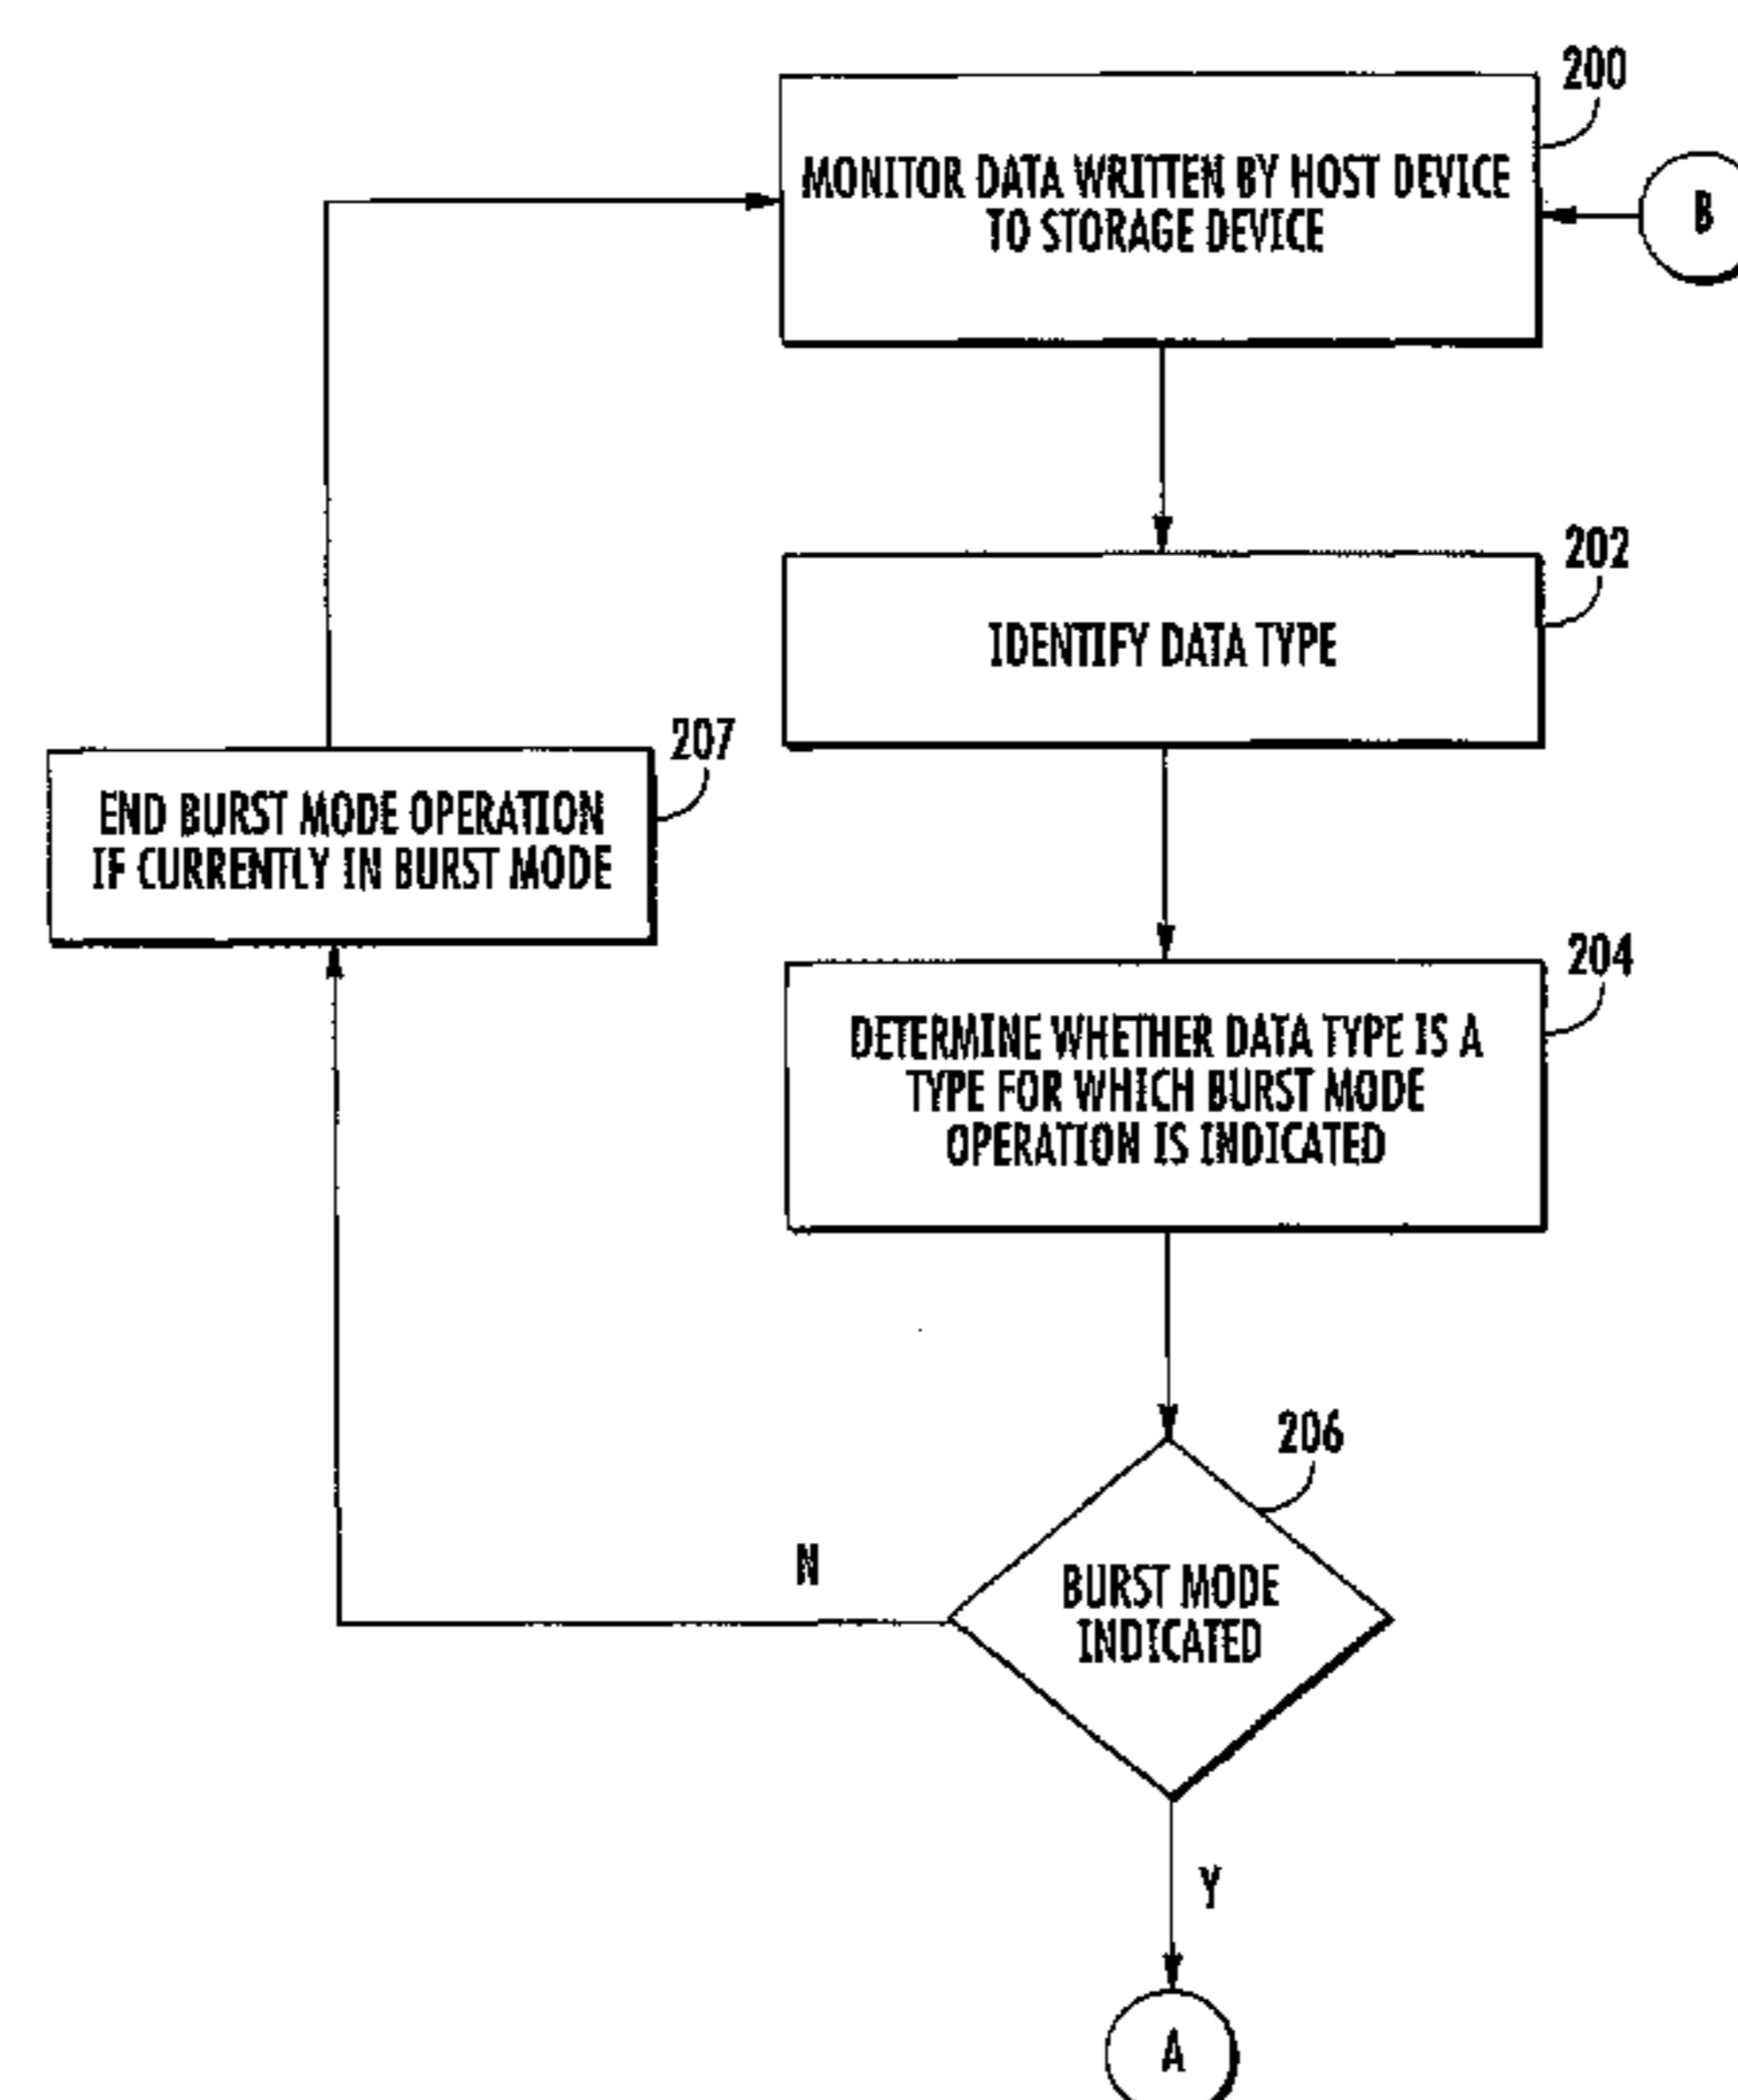 200
MONITOR DATA WRITTEN BY HOST DEVICE
TO STORAGE DEVICE
B
202
IDENTIFY DATA TYPE
207
END BURST MODE OPERATION
IF CURRENTLY IN BURST MODE
204
DETERMINE WHETHER DATA TYPE IS A
TYPE FOR WHICH BURST MODE
OPERATION IS INDICATED
206
N
BURST MODE
INDICATED
Y
A